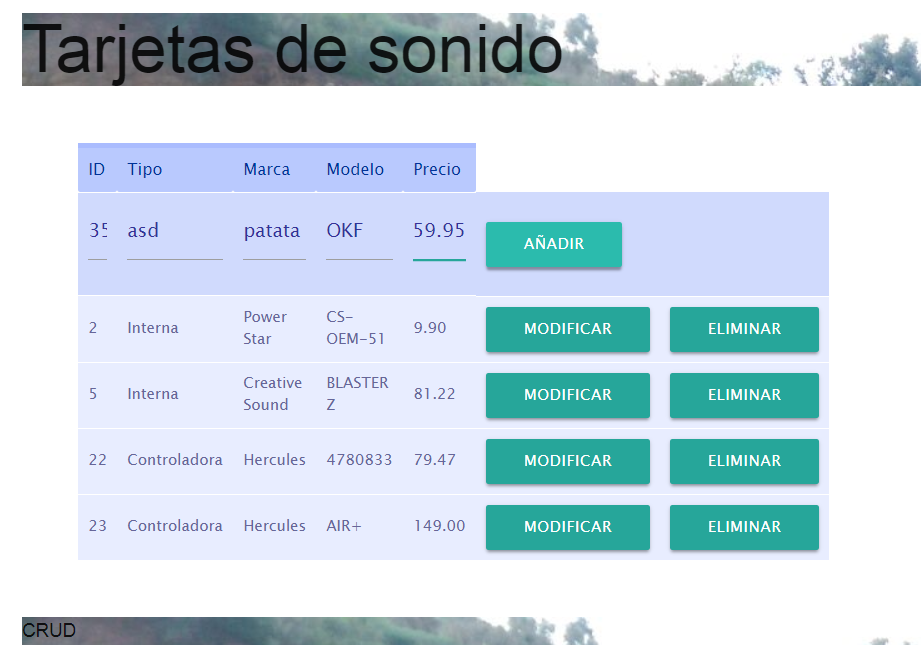 Tarjetas de sonido
ID Tipo Marca Modelo Precio
35 asd patata OKF 59.95 AÑADIR
2 Interna Power Star CS-OEM-51 9.90 MODIFICAR ELIMINAR
5 Interna Creative Sound BLASTER Z 81.22 MODIFICAR ELIMINAR
22 Controladora Hercules 4780833 79.47 MODIFICAR ELIMINAR
23 Controladora Hercules AIR+ 149.00 MODIFICAR ELIMINAR
CRUD